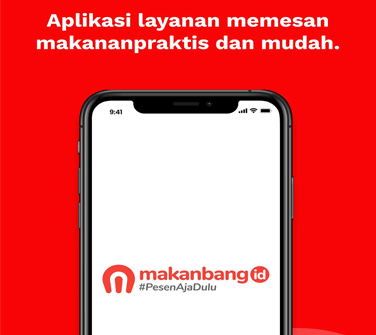 Aplikasi layanan memesan
makananpraktis dan mudah.
9:41
makanbang id
#PesenAjaDulu